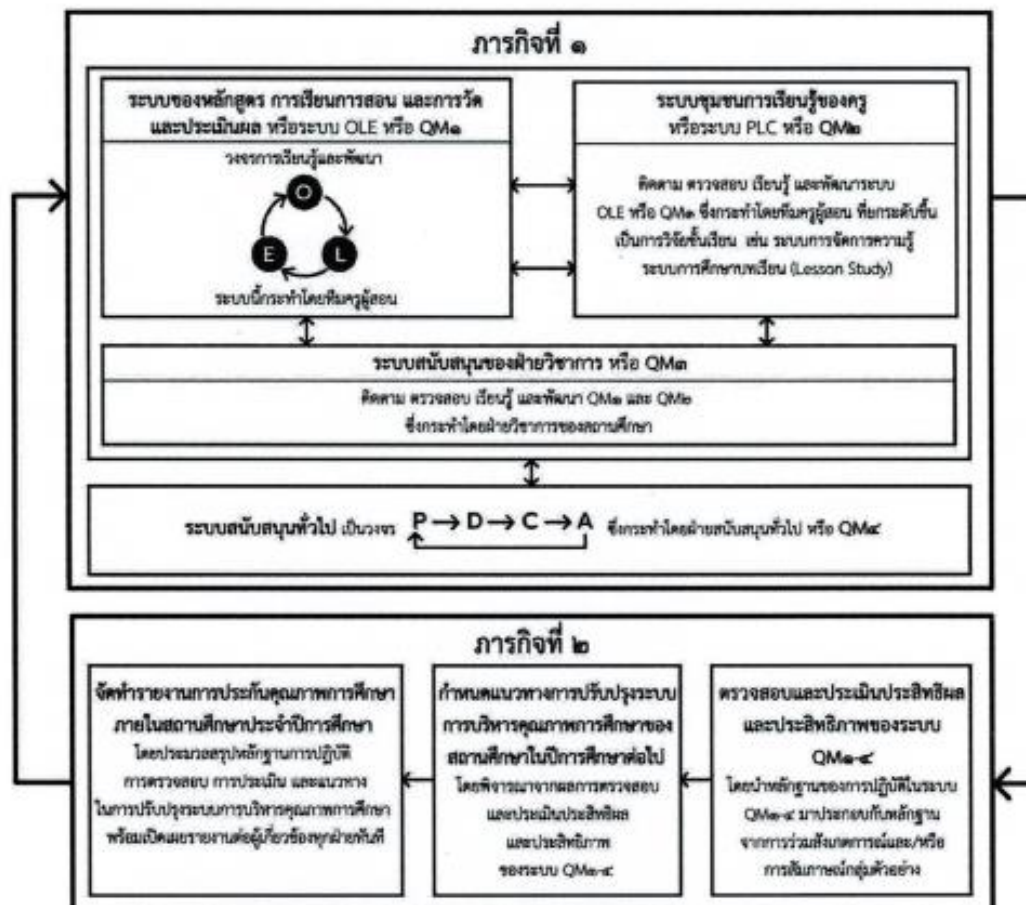 ภารกิจที่ ๑
ระบบของหลักสูตร การเรียนการสอน และการวัด
และประเมินผล หรือระบบ OLE หรือ QM๑
วงจรการเรียนรู้และพัฒนา
O
E
L
ระบบนี้กระทำโดยทีมครูผู้สอน
ระบบชุมชนการเรียนรู้ของครู
หรือระบบ PLC หรือ QM๒
ติดตาม ตรวจสอบ เรียนรู้ และพัฒนาระบบ
OLE หรือ QM๑ ซึ่งกระทำโดยทีมครูผู้สอน ที่ยกระดับขึ้น
เป็นการวิจัยชั้นเรียน เช่น ระบบการจัดการความรู้
ระบบการศึกษาบทเรียน (Lesson Study)
ระบบสนับสนุนของฝ่ายวิชาการ หรือ QM๓
ติดตาม ตรวจสอบ เรียนรู้ และพัฒนา QM๑ และ QM๒
ซึ่งกระทำโดยฝ่ายวิชาการของสถานศึกษา
ระบบสนับสนุนทั่วไป เป็นวงจร P → D → C → A ซึ่งกระทำโดยฝ่ายสนับสนุนทั่วไป หรือ QM๔
ภารกิจที่ ๒
จัดทำรายงานการประกันคุณภาพการศึกษา
ภายในสถานศึกษาประจำปีการศึกษา
โดยประมวลสรุปหลักฐานการปฏิบัติ
การตรวจสอบ การประเมิน และแนวทาง
ในการปรับปรุงระบบการบริหารคุณภาพการศึกษา
พร้อมเปิดเผยรายงานต่อผู้เกี่ยวข้องทุกฝ่ายทันที
กำหนดแนวทางการปรับปรุงระบบ
การบริหารคุณภาพการศึกษาของ
สถานศึกษาในปีการศึกษาต่อไป
โดยพิจารณาจากผลการตรวจสอบ
และประเมินประสิทธิผล
และประสิทธิภาพ
ของระบบ QM๑-๔
ตรวจสอบและประเมินประสิทธิผล
และประสิทธิภาพของระบบ
QM๑-๔
โดยนำหลักฐานของการปฏิบัติในระบบ
QM๑-๔ มาประกอบกับหลักฐาน
จากการร่วมสังเกตการณ์และ/หรือ
การสัมภาษณ์กลุ่มตัวอย่าง